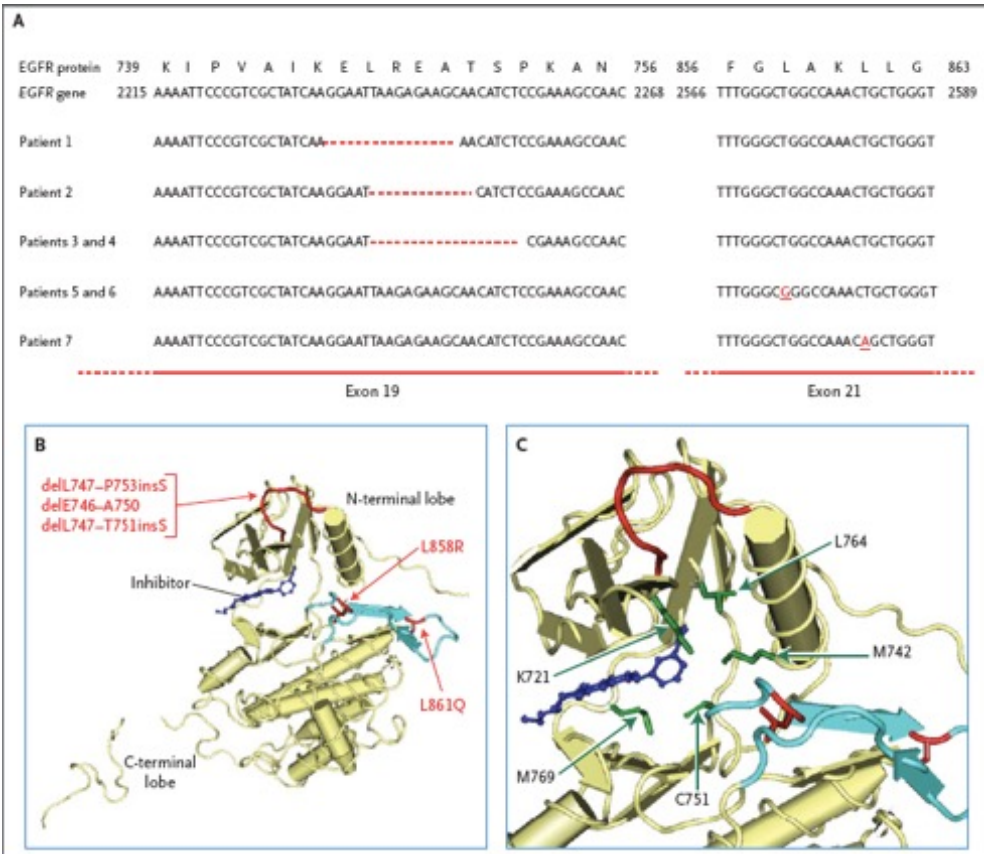 A
EGFR protein 739 K I P V A I K E L R E A T S P K A N 756 856 F G L A K L L G 863
EGFR gene 2215 AAAATTCCCGTCGCTATCAAGGAATTAAGAGAAGCAACATCTCCGAAAGCCAAC 2268 2566 TTTGGGCTGGCCAAACTGCTGGGT 2589
Patient 1 AAAATTCCCGTCGCTATCAA AACATCTCCGAAAGCCAAC TTTGGGCTGGCCAAACTGCTGGGT
Patient 2 AAAATTCCCGTCGCTATCAAGGAAT CATCTCCGAAAGCCAAC TTTGGGCTGGCCAAACTGCTGGGT
Patients 3 and 4 AAAATTCCCGTCGCTATCAAGGAAT CGAAAGCCAAC TTTGGGCTGGCCAAACTGCTGGGT
Patients 5 and 6 AAAATTCCCGTCGCTATCAAGGAATTAAGAGAAGCAACATCTCCGAAAGCCAAC TTTGGGCGGGCCAAACTGCTGGGT
Patient 7 AAAATTCCCGTCGCTATCAAGGAATTAAGAGAAGCAACATCTCCGAAAGCCAAC TTTGGGCTGGCCAAACAGCTGGGT
Exon 19 Exon 21
B
delL747–P753insS
delE746–A750
delL747–T751insS
N-terminal lobe
L858R
Inhibitor
L861Q
C-terminal
lobe
C
L764
K721
M742
M769
C751